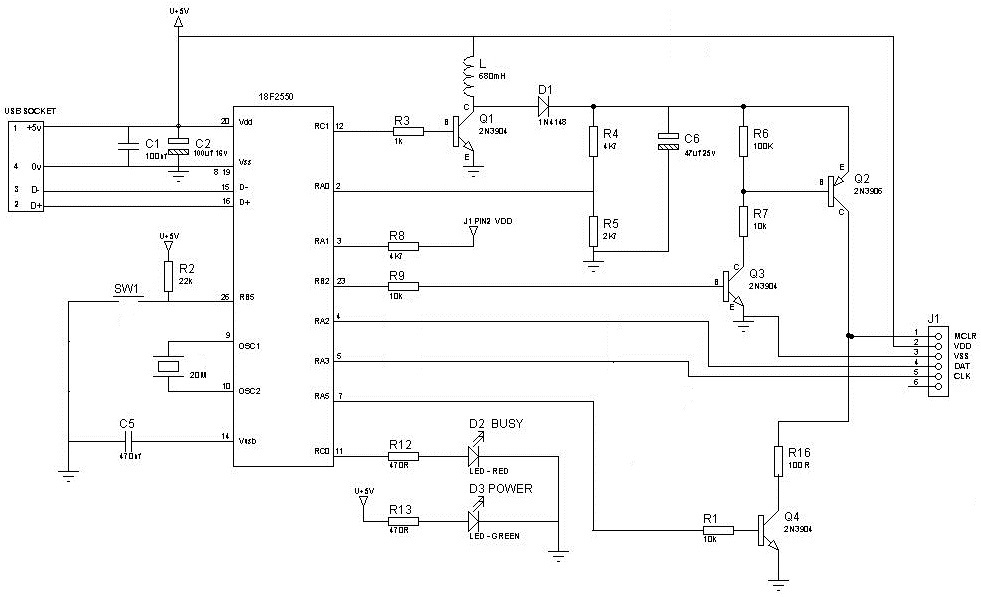 U+5V
USB SOCKET
1 +5v
4 0v
3 D-
2 D+
C1
100nf
C2
100uf 16v
18F2550
20 Vdd
Vss
8 19
15 D-
16 D+
U+5V
R2
22k
SW1
26 RB5
9
OSC1
20M
10 OSC2
C5
470nf
14 Vusb
RC1 12
RA0 2
RA1 3
RB2 23
RA2 4
RA3 5
RA5 7
RC0 11
R3
1k
L
680mH
B
C
E
Q1
2N3904
D1
1N4148
R4
4K7
C6
47uf 25v
R6
100K
R5
2K7
R7
10k
E
B
C
Q2
2N3906
J1 PIN2 VDD
R8
4K7
R9
10k
C
B
E
Q3
2N3904
J1
1 MCLR
2 VDD
3 VSS
4 DAT
5 CLK
6
R12
470R
D2 BUSY
LED-RED
U+5V
R13
470R
D3 POWER
LED-GREEN
R16
100R
R1
10k
Q4
2N3904